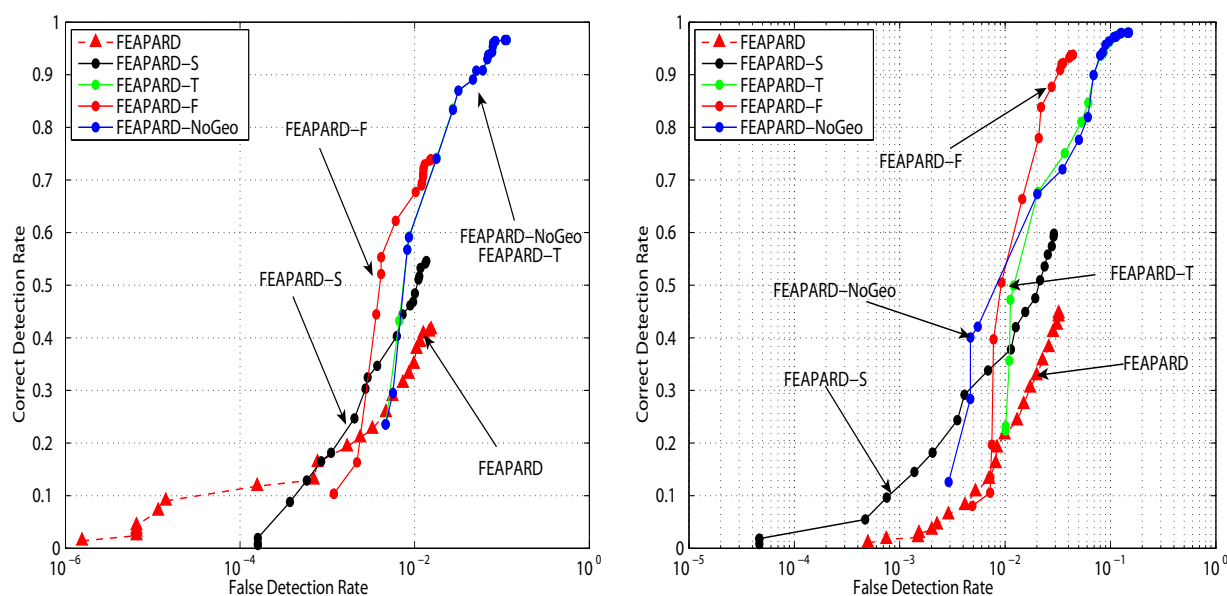 FEAPARD
FEAPARD-S
FEAPARD-T
FEAPARD-F
FEAPARD-NoGeo
FEAPARD-F
FEAPARD-NoGeo
FEAPARD-T
FEAPARD-S
FEAPARD
1
0.9
0.8
0.7
0.6
0.5
0.4
0.3
0.2
0.1
0
10⁻⁶
10⁻⁴
10⁻²
10⁰
Correct Detection Rate
False Detection Rate
FEAPARD
FEAPARD-S
FEAPARD-T
FEAPARD-F
FEAPARD-NoGeo
FEAPARD-F
FEAPARD-T
FEAPARD-NoGeo
FEAPARD
FEAPARD-S
1
0.9
0.8
0.7
0.6
0.5
0.4
0.3
0.2
0.1
0
10⁻⁵
10⁻⁴
10⁻³
10⁻²
10⁻¹
10⁰
Correct Detection Rate
False Detection Rate